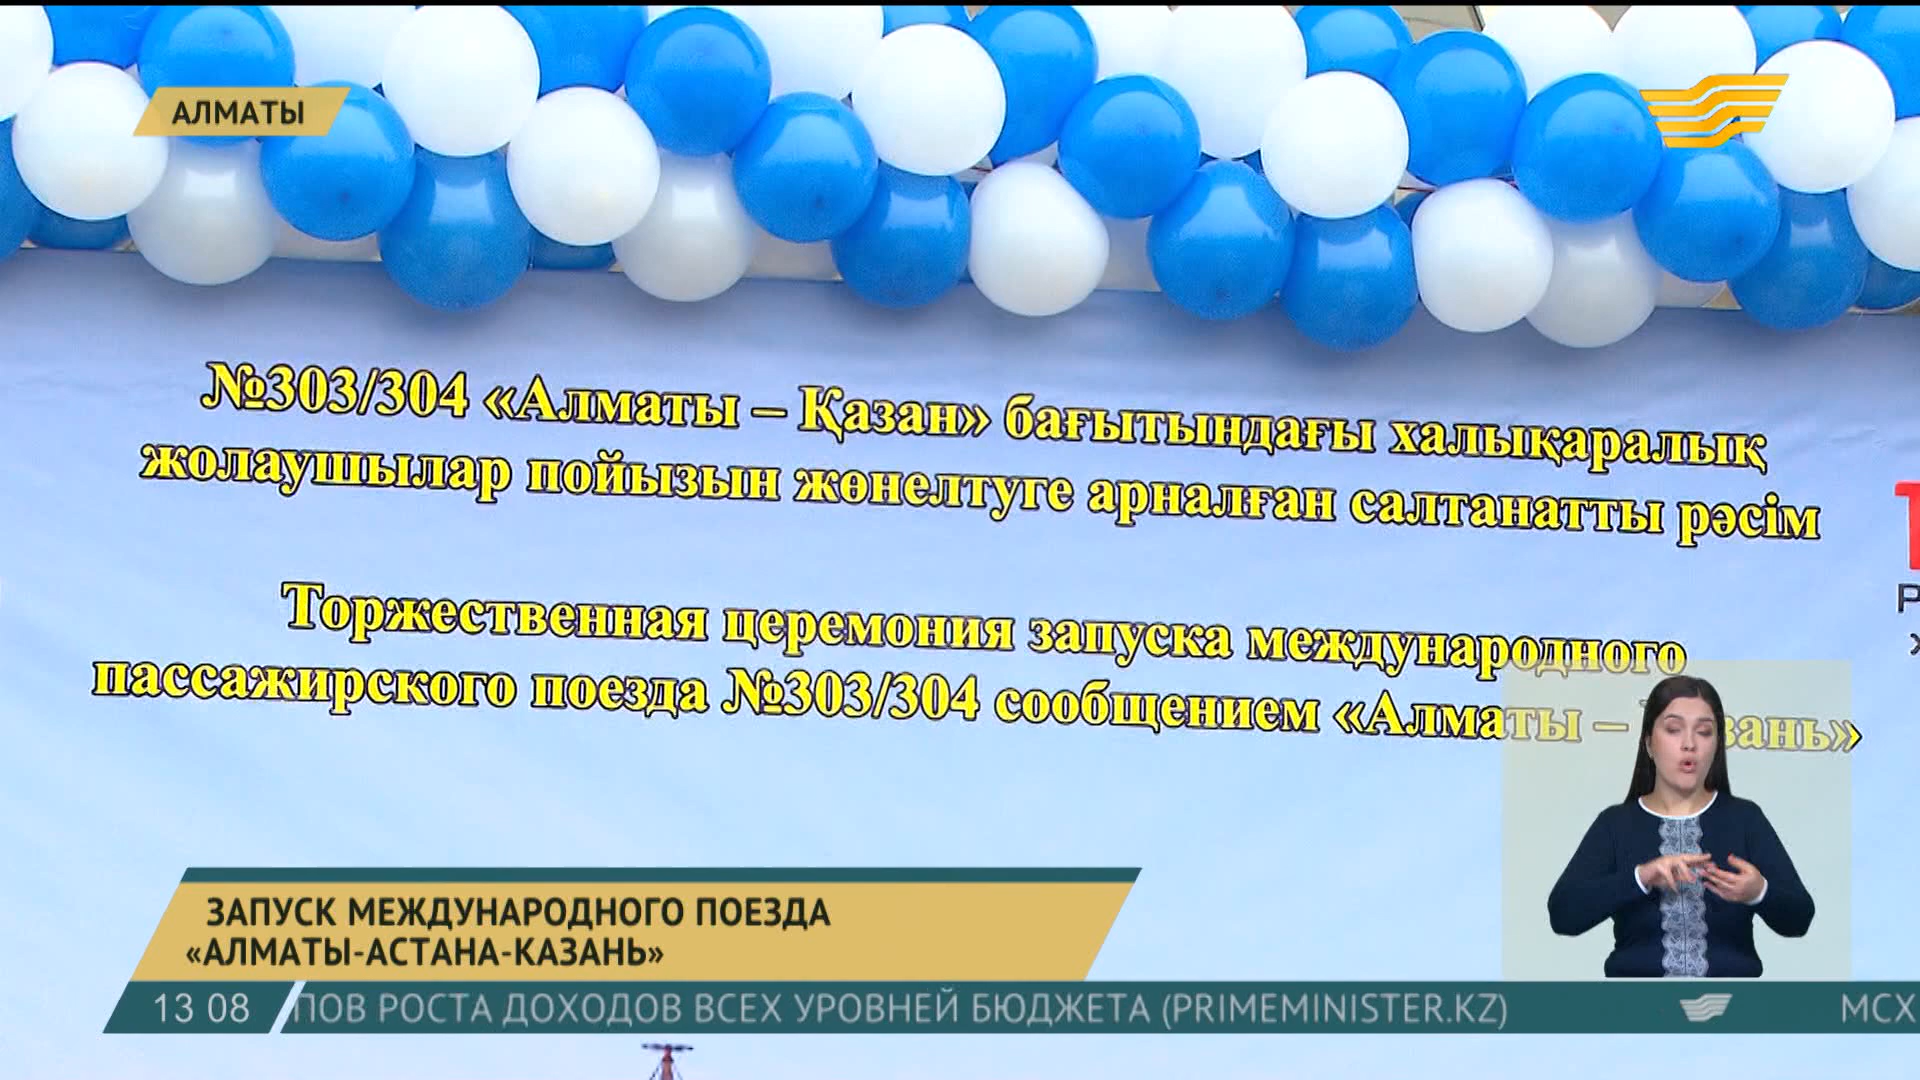 АЛМАТЫ
№303/304 «Алматы – Қазан» бағытындағы халықаралық
жолаушылар пойызын жөнелтуге арналған салтанатты рәсім
Торжественная церемония запуска международного
пассажирского поезда №303/304 сообщением «Алматы –
ЗАПУСК МЕЖДУНАРОДНОГО ПОЕЗДА
«АЛМАТЫ-АСТАНА-КАЗАНЬ»
13 08 ПОВ РОСТА ДОХОДОВ ВСЕХ УРОВНЕЙ БЮДЖЕТА (PRIMEMINISTER.KZ) МСХ